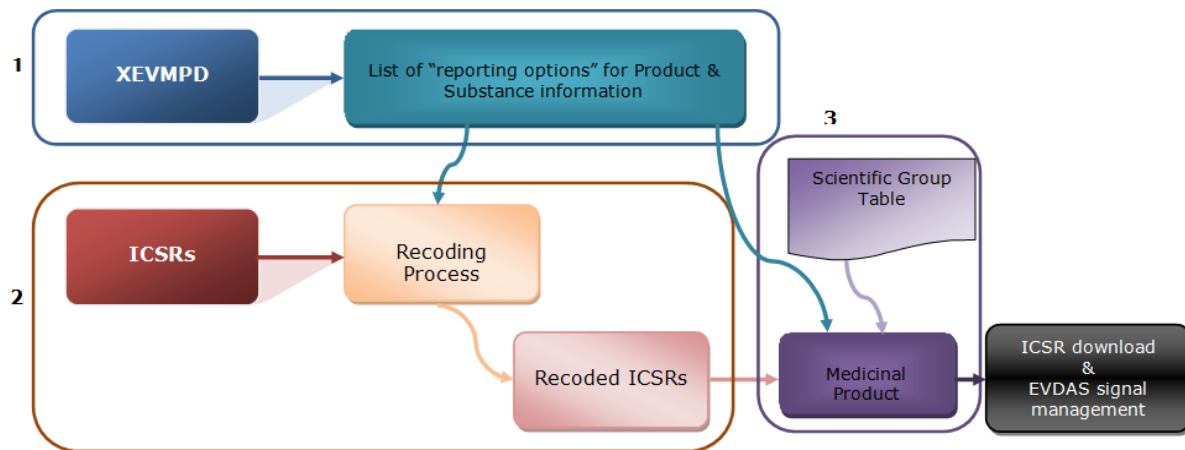 1
XEVMPD
List of “reporting options” for Product &
Substance information
3
Scientific Group
Table
2
ICSRs
Recoding
Process
Recoded ICSRs
Medicinal
Product
ICSR download
&
EVDAS signal
management